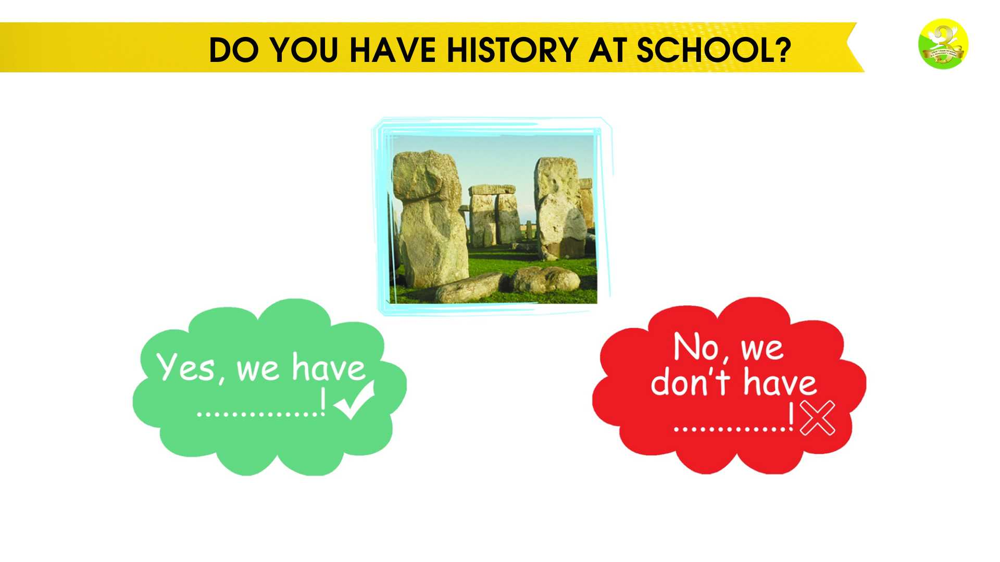 DO YOU HAVE HISTORY AT SCHOOL?
Yes, we have
..............!
No, we
don't have
.............!